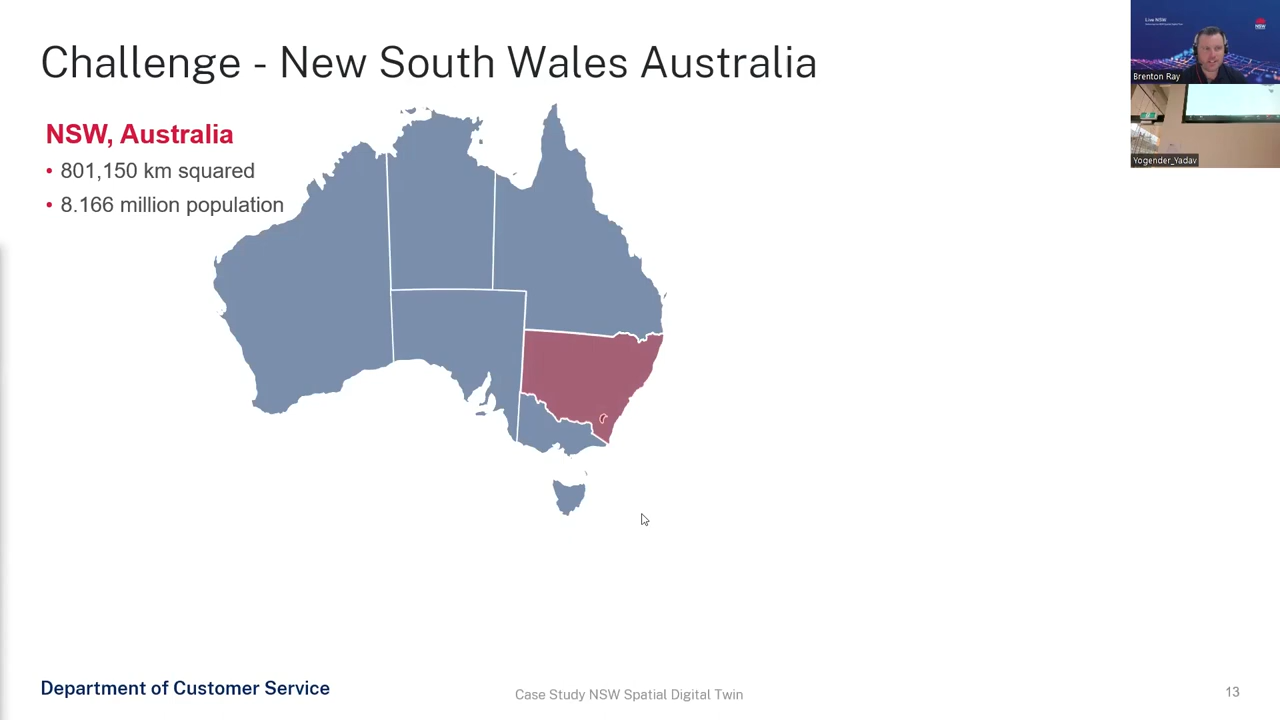 Challenge - New South Wales Australia
NSW, Australia
• 801,150 km squared
• 8.166 million population
Live NSW
NSW
Brenton Ray
Yogender_Yadav
Department of Customer Service
Case Study NSW Spatial Digital Twin
13